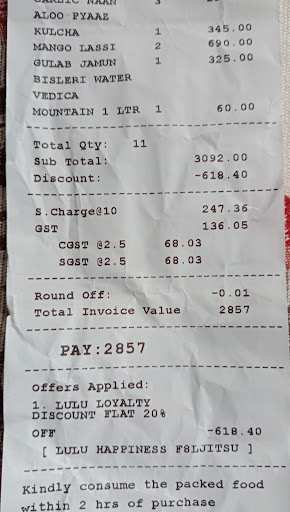 GARLIC NAAN 3
ALOO PYAAZ
KULCHA 1 345.00
MANGO LASSI 2 690.00
GULAB JAMUN 1 325.00
BISLERI WATER
VEDICA
MOUNTAIN 1 LTR 1 60.00
Total Qty: 11
Sub Total: 3092.00
Discount: -618.40
S.Charge@10 247.36
GST 136.05
CGST @2.5 68.03
SGST @2.5 68.03
Round Off: -0.01
Total Invoice Value 2857
PAY:2857
Offers Applied:
1. LULU LOYALTY
DISCOUNT FLAT 20%
OFF -618.40
[ LULU HAPPINESS F8LJITSU ]
Kindly consume the packed food
within 2 hrs of purchase